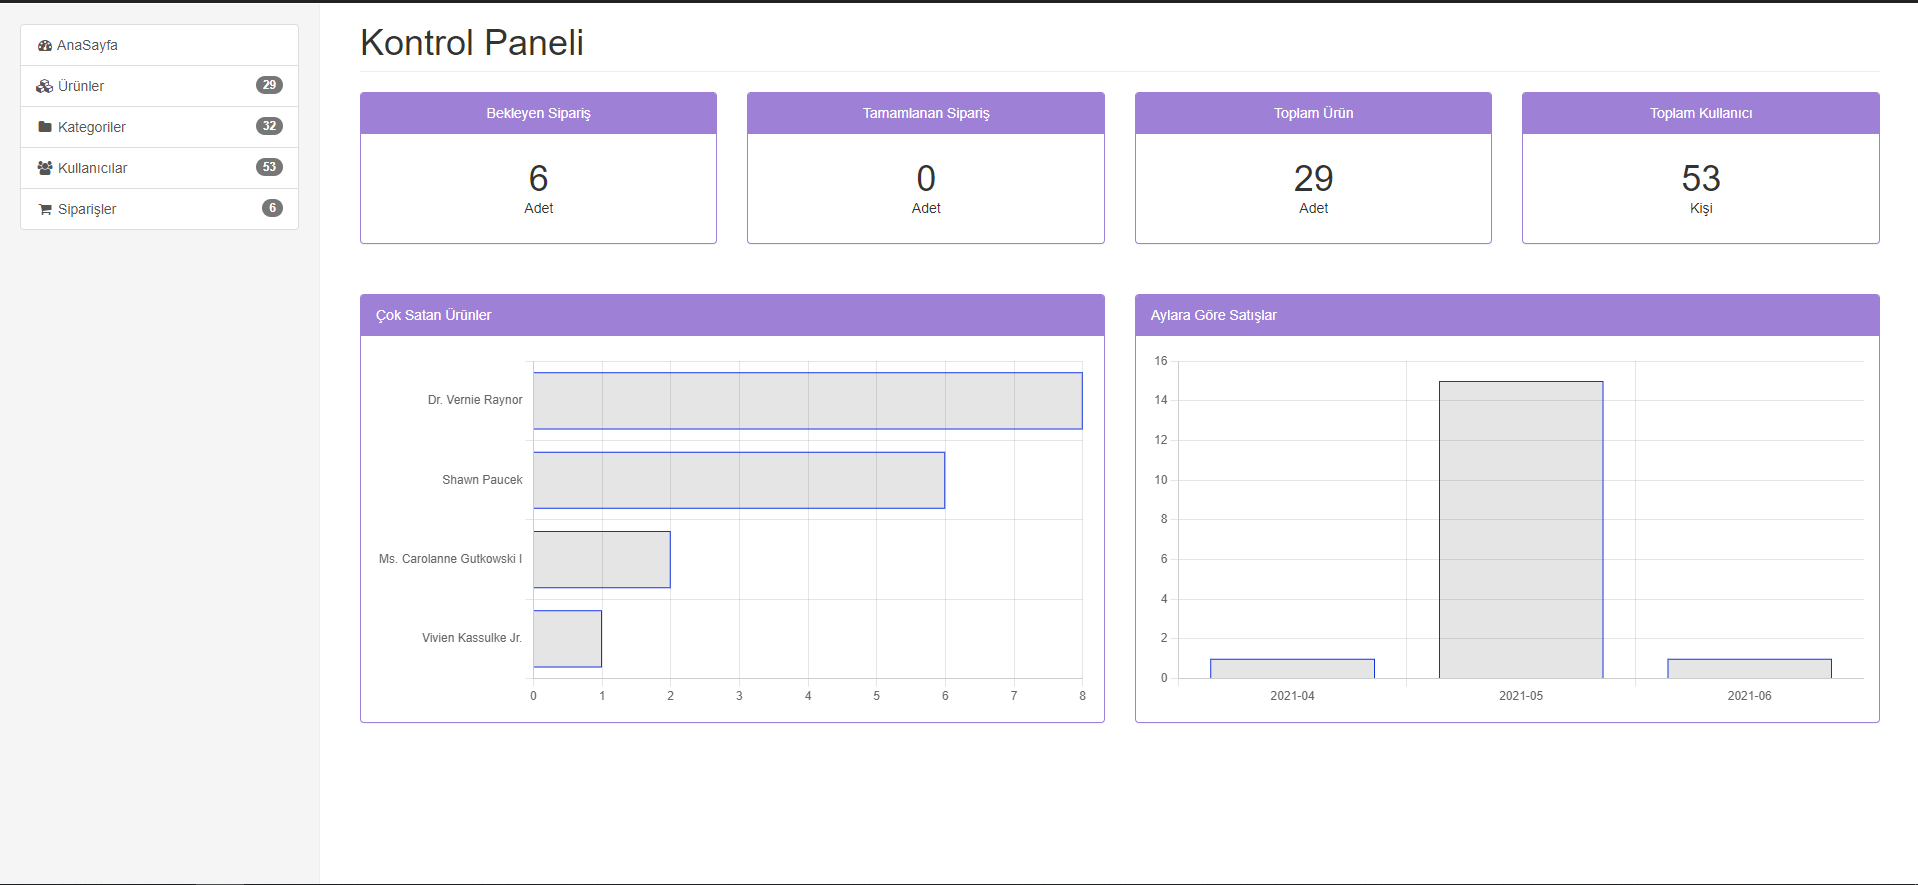 AnaSayfa
Ürünler 29
Kategoriler 32
Kullanıcılar 53
Siparişler 6
Kontrol Paneli
Bekleyen Sipariş
6
Adet
Tamamlanan Sipariş
0
Adet
Toplam Ürün
29
Adet
Toplam Kullanıcı
53
Kişi
Çok Satan Ürünler
Dr. Vernie Raynor
Shawn Paucek
Ms. Carolanne Gutkowski I
Vivien Kassulke Jr.
0 1 2 3 4 5 6 7 8
Aylara Göre Satışlar
16
14
12
10
8
6
4
2
0
2021-04 2021-05 2021-06